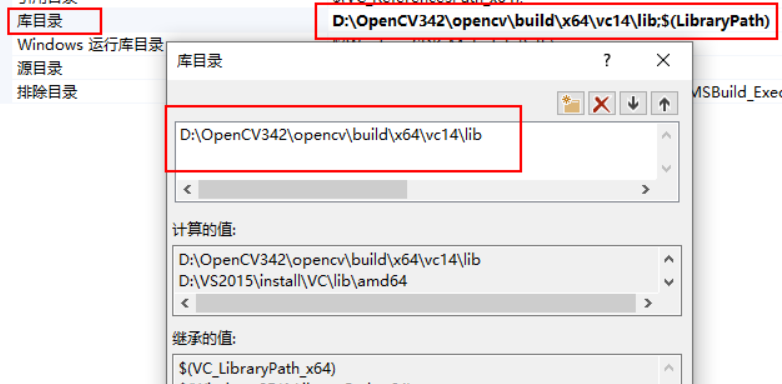 库目录
D:\OpenCV342\opencv\build\x64\vc14\lib;$(LibraryPath)
Windows 运行库目录
源目录
排除目录
MSBuild_Exec
库目录
?
D:\OpenCV342\opencv\build\x64\vc14\lib
计算的值:
D:\OpenCV342\opencv\build\x64\vc14\lib
D:\VS2015\install\VC\lib\amd64
继承的值:
$(VC_LibraryPath_x64)